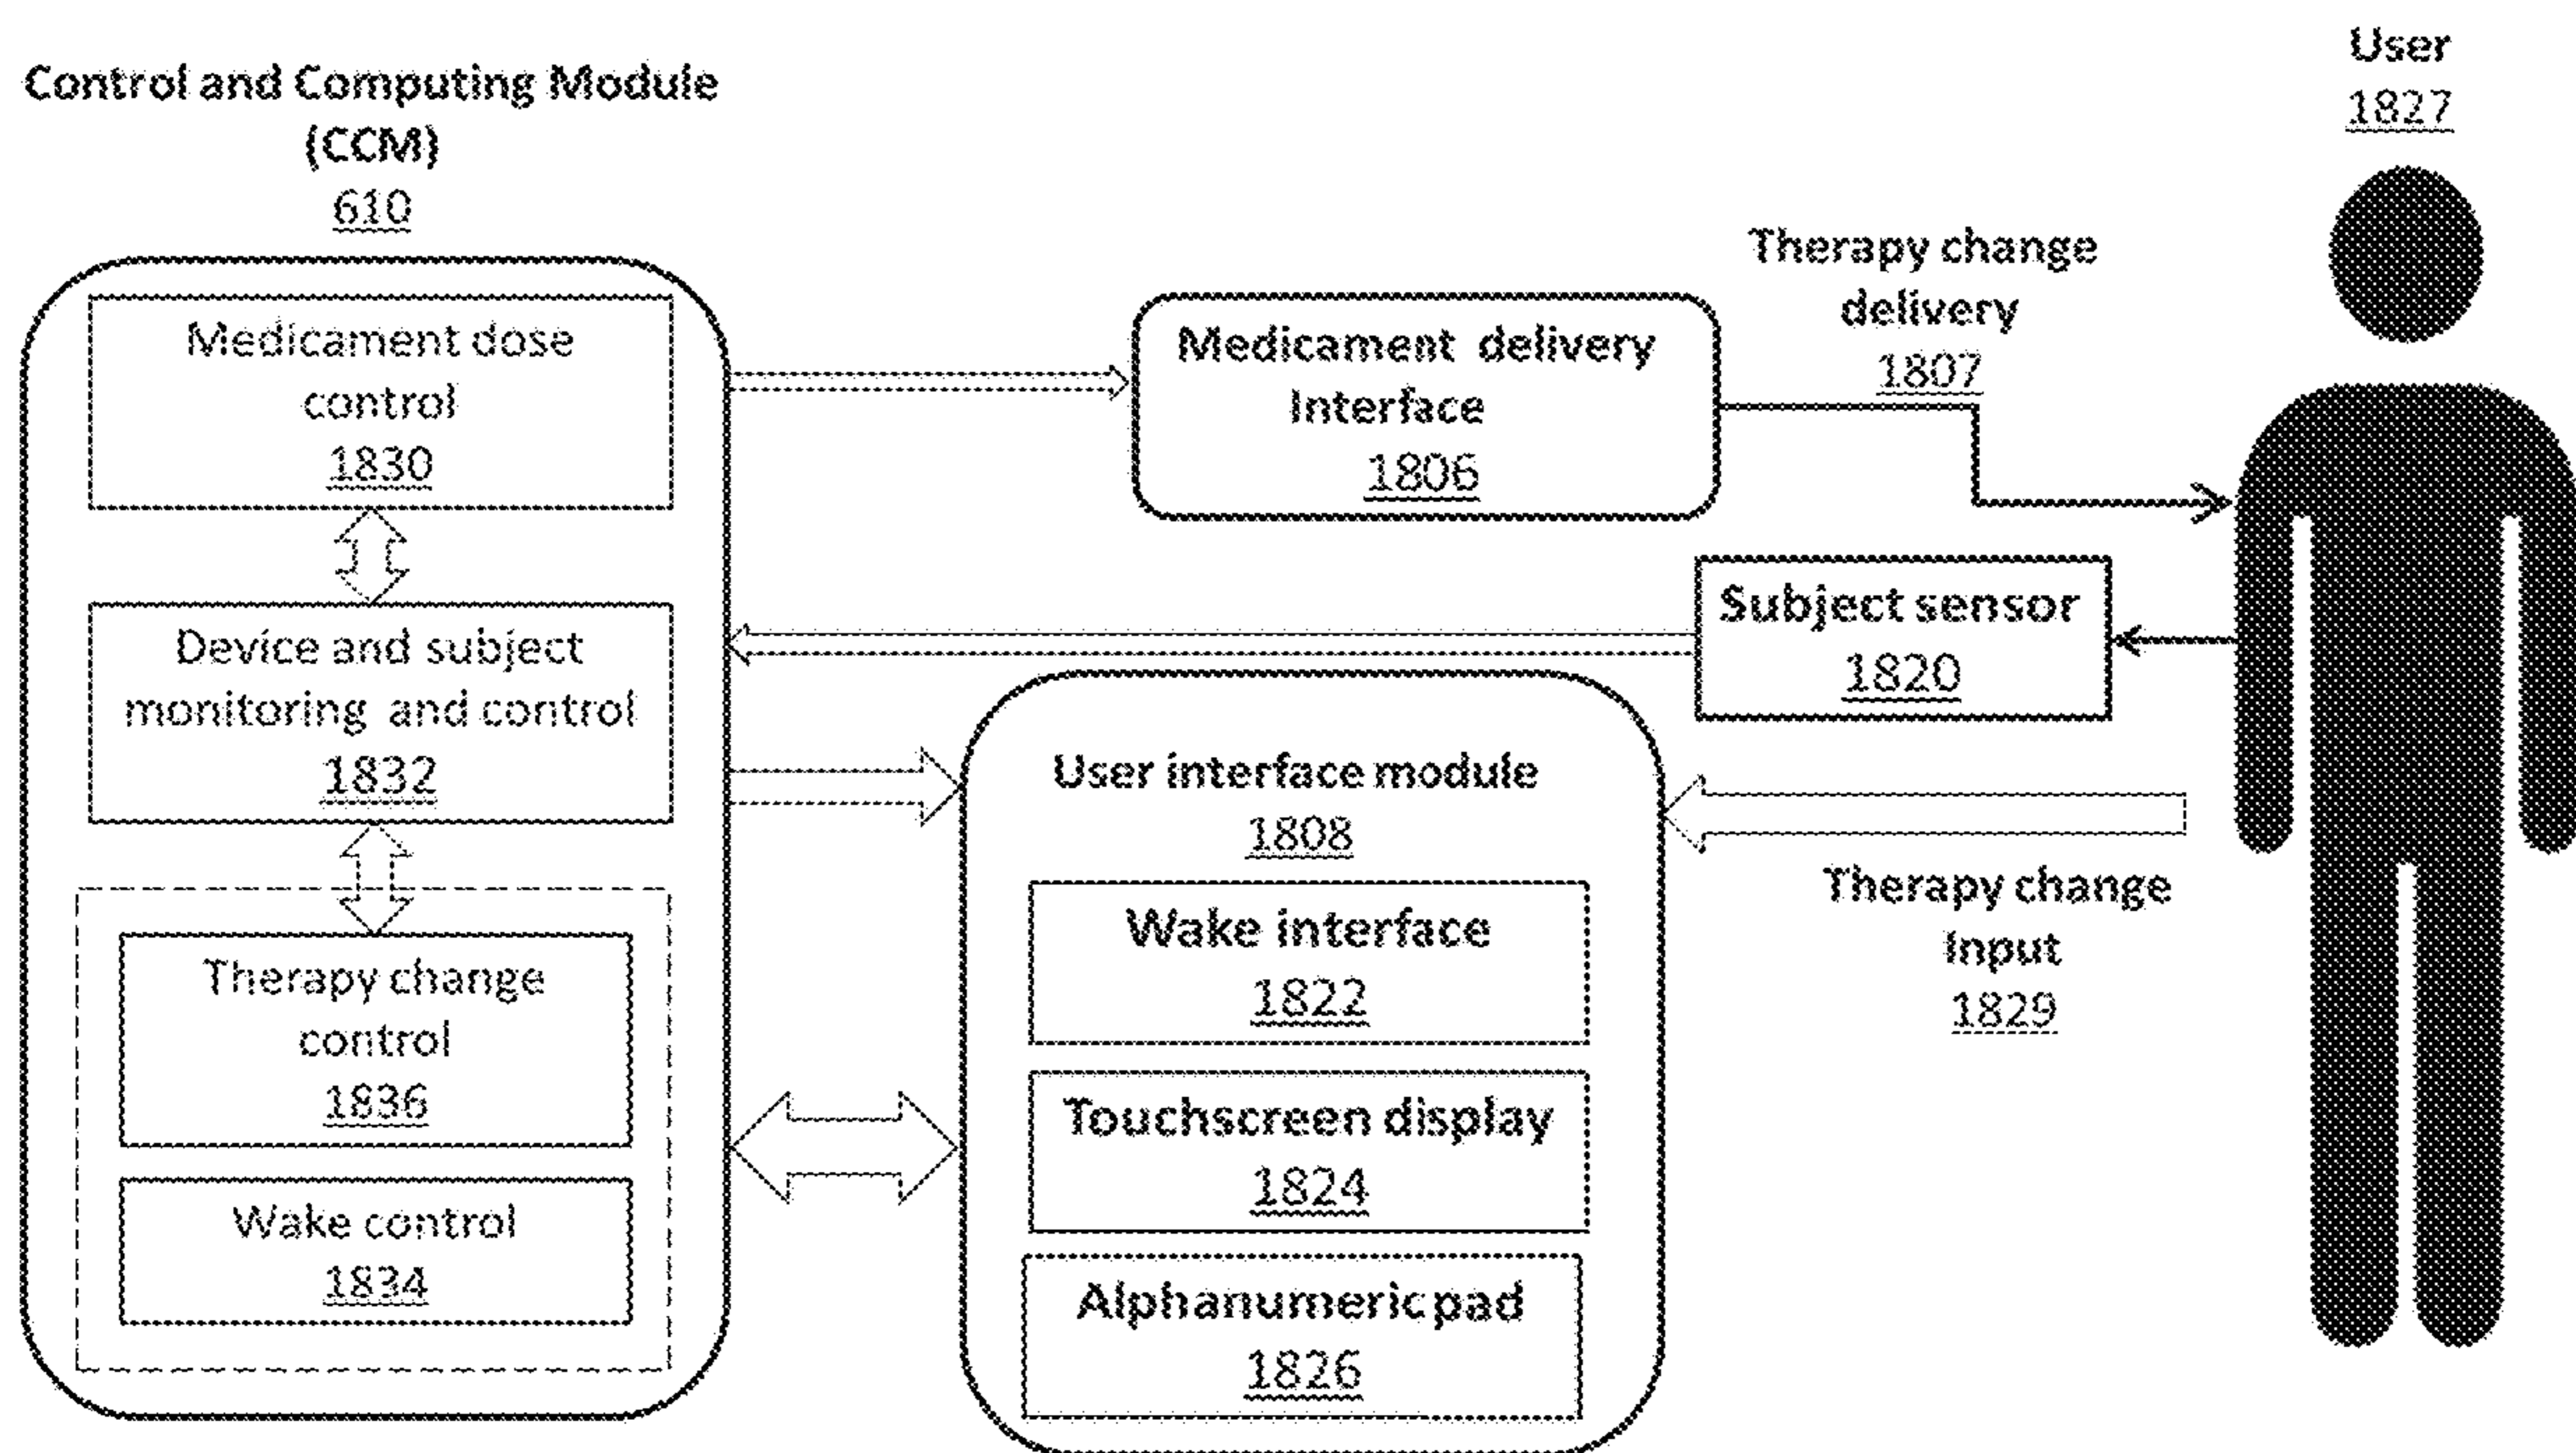 Control and Computing Module
(CCM)
610
Medicament dose
control
1830
Device and subject
monitoring and control
1832
Therapy change
control
1836
Wake control
1834
Medicament delivery
Interface
1806
Therapy change
delivery
1807
Subject sensor
1820
User interface module
1808
Wake interface
1822
Touchscreen display
1824
Alphanumeric pad
1826
Therapy change
Input
1829
User
1827